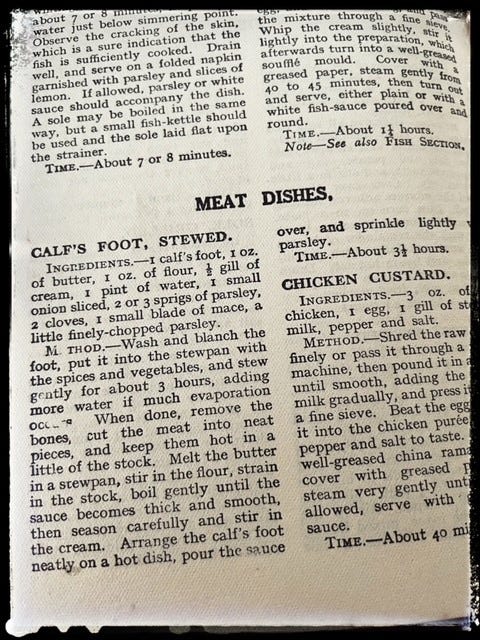 about 7 or 8 minutes,
water just below simmering point.
Observe the cracking of the skin,
which is a sure indication that the
fish is sufficiently cooked. Drain
well, and serve on a folded napkin
garnished with parsley and slices of
lemon. If allowed, parsley or white
sauce should accompany the dish.
A sole may be boiled in the same
way, but a small fish-kettle should
be used and the sole laid flat upon
the strainer.
TIME.—About 7 or 8 minutes.
the mixture through a fine sieve.
Whip the cream slightly, stir it
lightly into the preparation, which
afterwards turn into a well-greased
soufflé mould. Cover with a
greased paper, steam gently from
40 to 45 minutes, then turn out
and serve, either plain or with a
white fish-sauce poured over and
round.
TIME.—About 1¼ hours.
Note—See also FISH SECTION.
MEAT DISHES.
CALF'S FOOT, STEWED.
INGREDIENTS.—1 calf's foot, 1 oz.
of butter, 1 oz. of flour, ½ gill of
cream, 1 pint of water, 1 small
onion sliced, 2 or 3 sprigs of parsley,
2 cloves, 1 small blade of mace, a
little finely-chopped parsley.
M THOD.—Wash and blanch the
foot, put it into the stewpan with
the spices and vegetables, and stew
gently for about 3 hours, adding
more water if much evaporation
When done, remove the
bones, cut the meat into neat
pieces, and keep them hot in a
little of the stock. Melt the butter
in a stewpan, stir in the flour, strain
in the stock, boil gently until the
sauce becomes thick and smooth,
then season carefully and stir in
the cream. Arrange the calf's foot
neatly on a hot dish, pour the sauce
over, and sprinkle lightly
parsley.
TIME.—About 3½ hours.
CHICKEN CUSTARD.
INGREDIENTS.—3 oz. of
chicken, 1 egg, 1 gill of
milk, pepper and salt.
METHOD.—Shred the raw
finely or pass it through a
machine, then pound it in a
until smooth, adding the
milk gradually, and press it
a fine sieve. Beat the egg
it into the chicken purée
pepper and salt to taste.
well-greased china
cover with greased
steam very gently
allowed, serve with
sauce.
TIME.—About 40